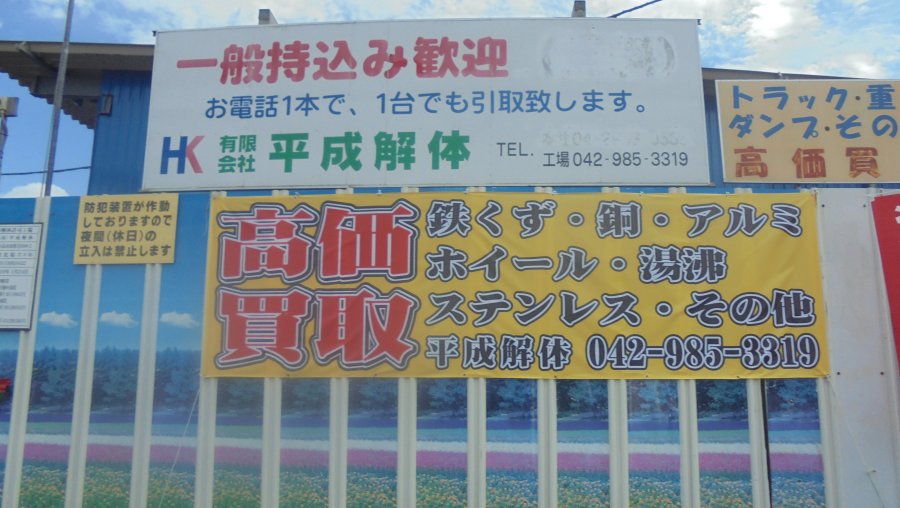 一般持込み歓迎
お電話1本で、1台でも引取致します。
HK 有限会社 平成解体 TEL. 工場 042-985-3319
トラック・重
ダンプ・その
高価買
防犯装置が作動
しておりますので
夜間(休日)の
立入は禁止します
高価買取
鉄くず・銅・アルミ
ホイール・湯沸
ステンレス・その他
平成解体 042-985-3319